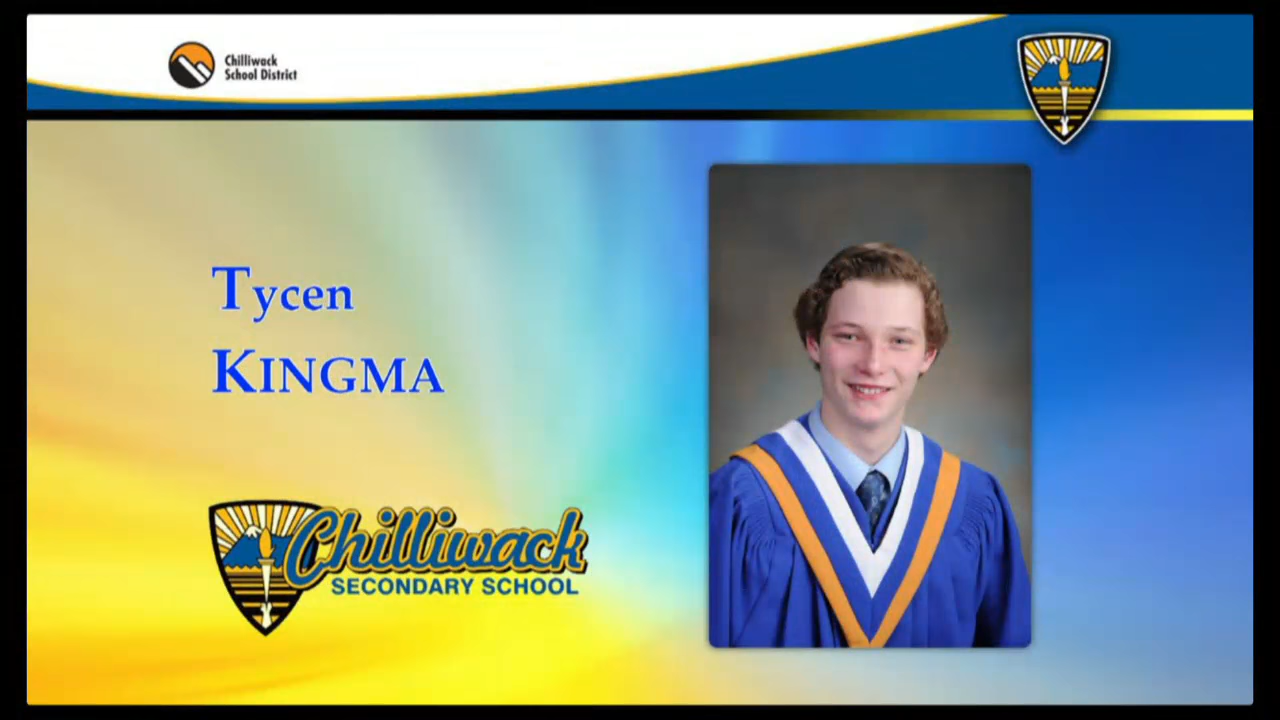 Chilliwack
School District
Tycen
KINGMA
Chilliwack
SECONDARY SCHOOL